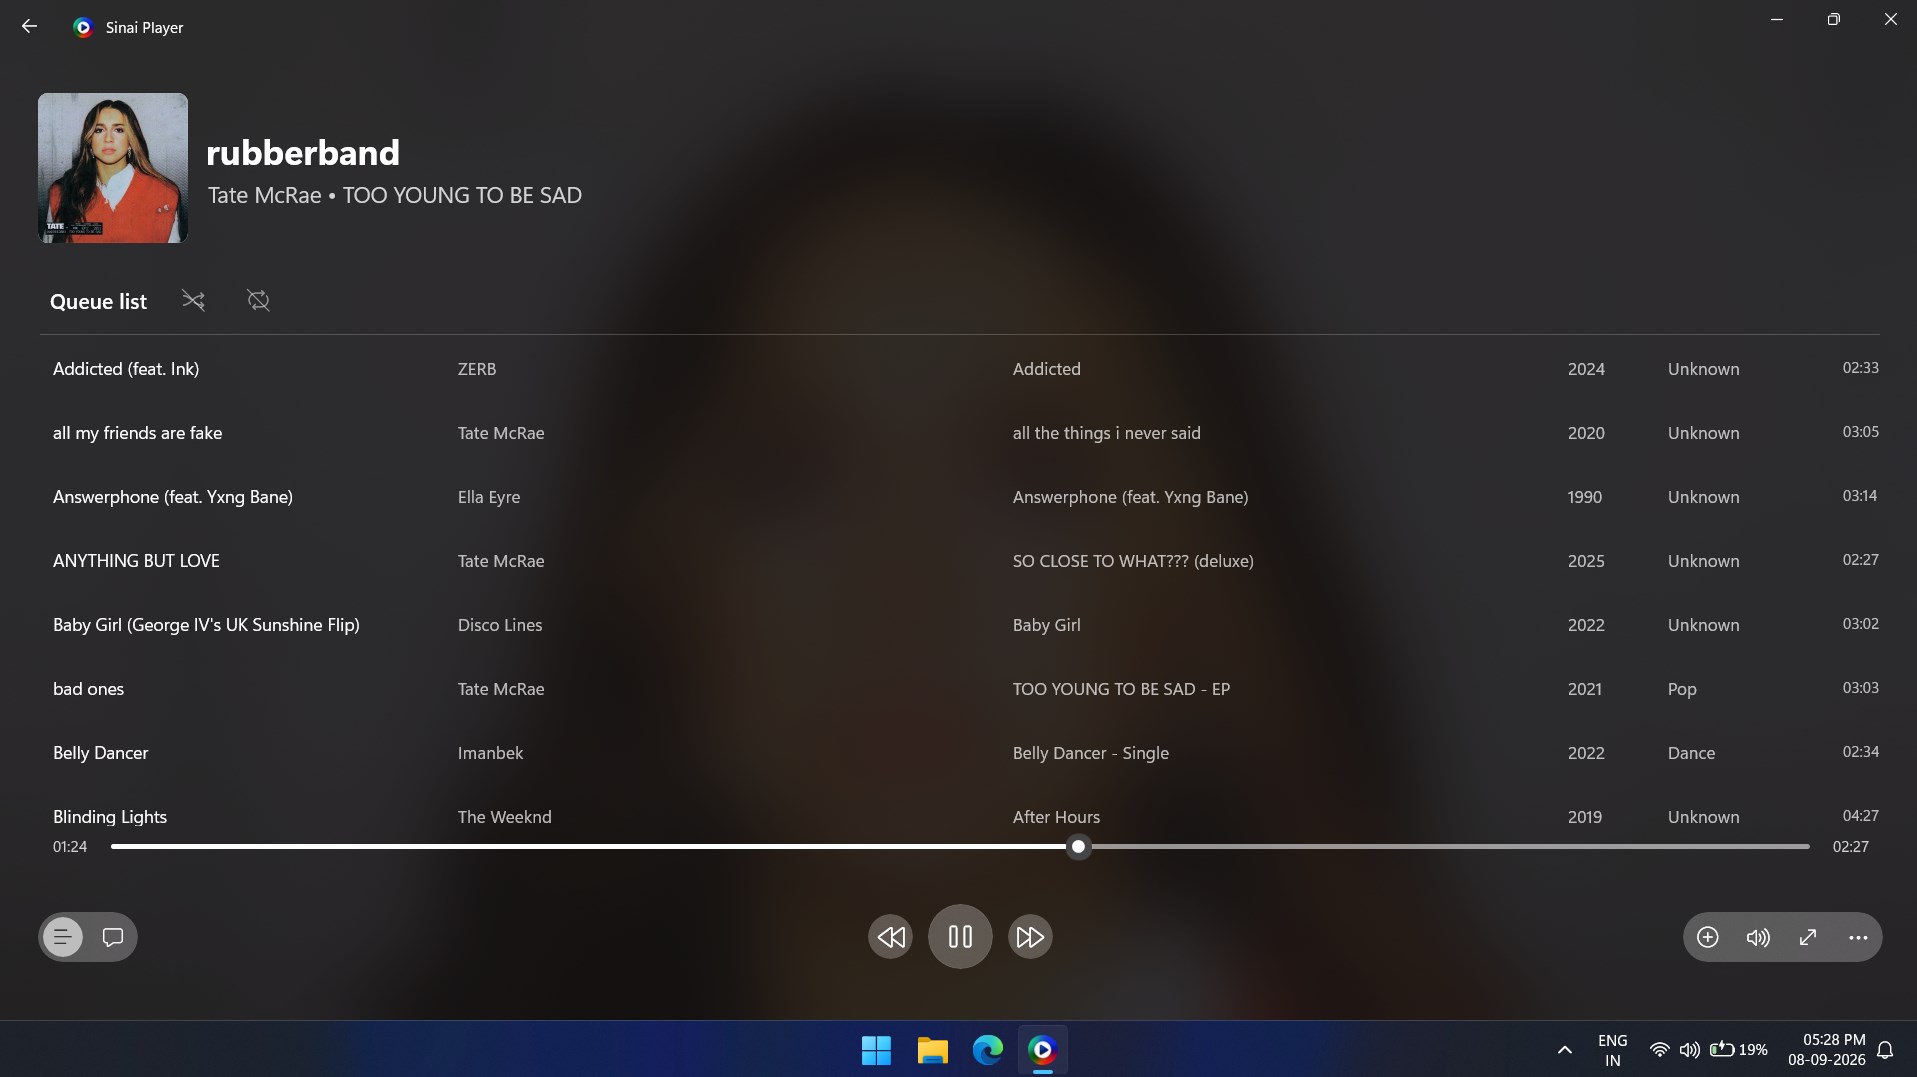 Sinai Player
rubberband
Tate McRae • TOO YOUNG TO BE SAD
TATE
Queue list
Addicted (feat. Ink) ZERB Addicted 2024 Unknown 02:33
all my friends are fake Tate McRae all the things i never said 2020 Unknown 03:05
Answerphone (feat. Yxng Bane) Ella Eyre Answerphone (feat. Yxng Bane) 1990 Unknown 03:14
ANYTHING BUT LOVE Tate McRae SO CLOSE TO WHAT??? (deluxe) 2025 Unknown 02:27
Baby Girl (George IV's UK Sunshine Flip) Disco Lines Baby Girl 2022 Unknown 03:02
bad ones Tate McRae TOO YOUNG TO BE SAD - EP 2021 Pop 03:03
Belly Dancer Imanbek Belly Dancer - Single 2022 Dance 02:34
Blinding Lights The Weeknd After Hours 2019 Unknown 04:27
01:24 02:27
ENG 05:28 PM
IN 19% 08-09-2026